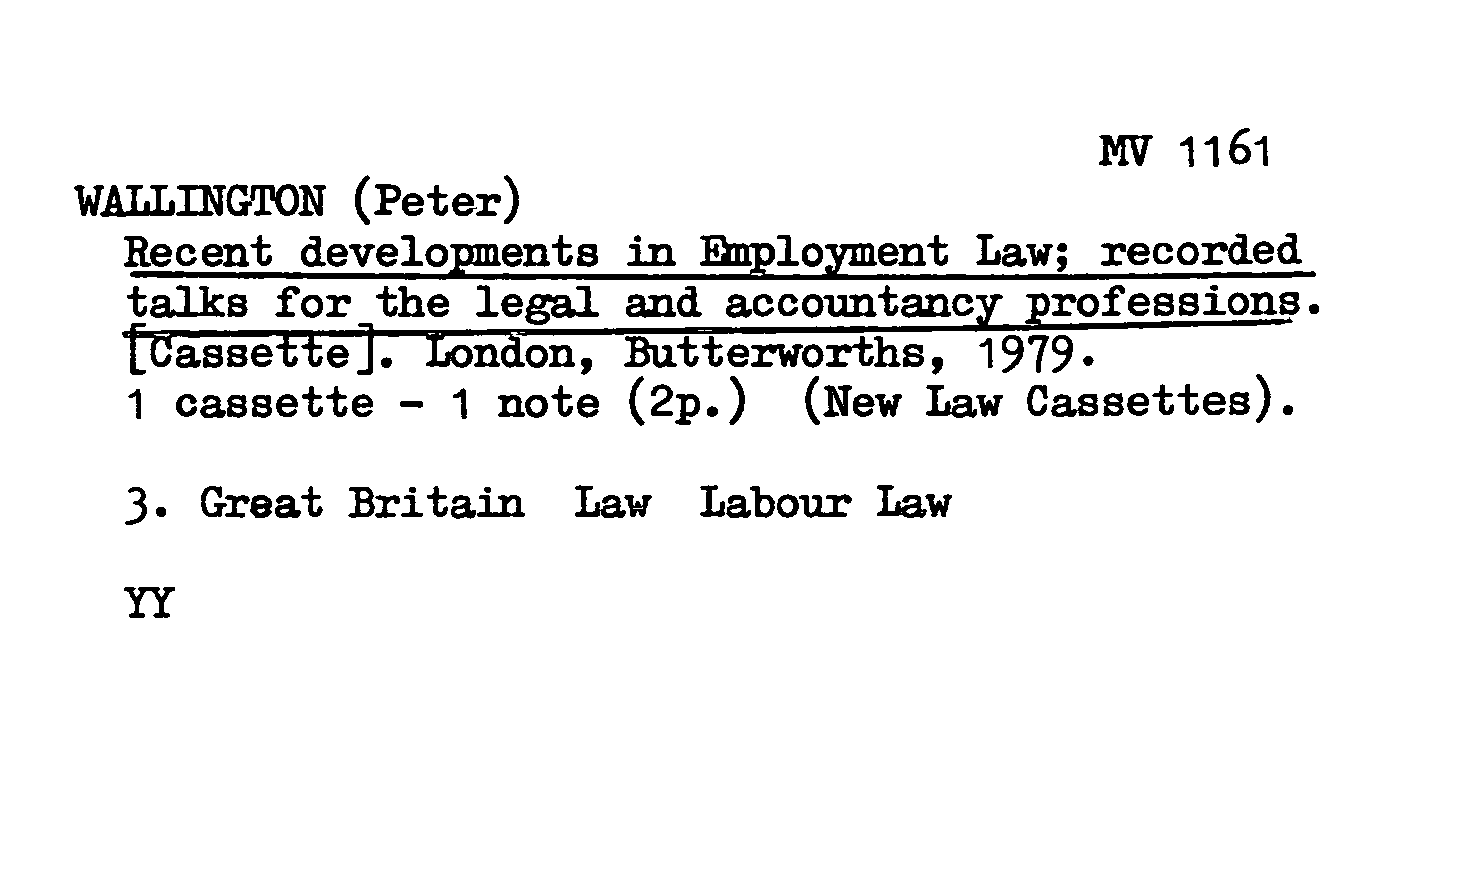 MV 1161
WALLINGTON (Peter)
Recent developments in Employment Law; recorded
talks for the legal and accountancy professions.
[Cassette]. London, Butterworths, 1979.
1 cassette - 1 note (2p.) (New Law Cassettes).
3. Great Britain Law Labour Law
YY